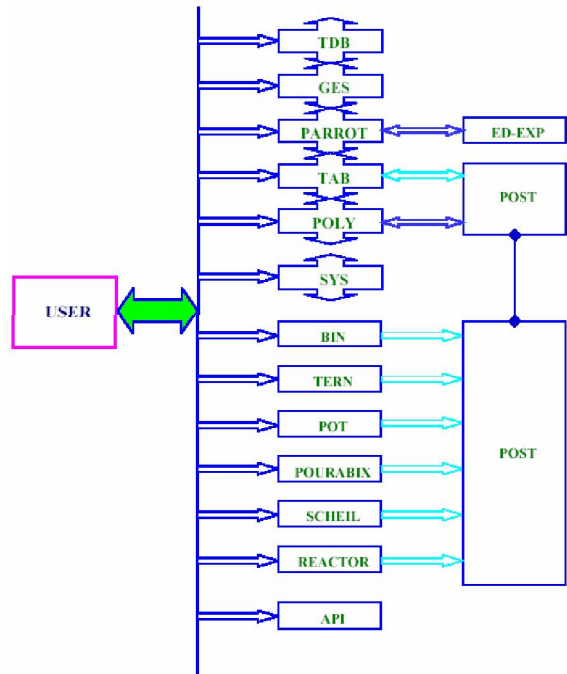 TDB
GES
PARROT
ED-EXP
TAB
POST
POLY
SYS
USER
BIN
TERN
POT
POST
POURABIX
SCHEIL
REACTOR
API